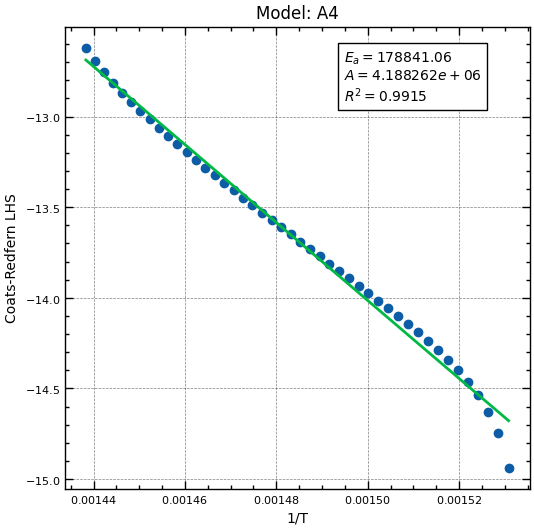 Model: A4
E_a = 178841.06
A = 4.188262e + 06
R^2 = 0.9915
Coats-Redfern LHS
−13.0
−13.5
−14.0
−14.5
−15.0
0.00144 0.00146 0.00148 0.00150 0.00152
1/T